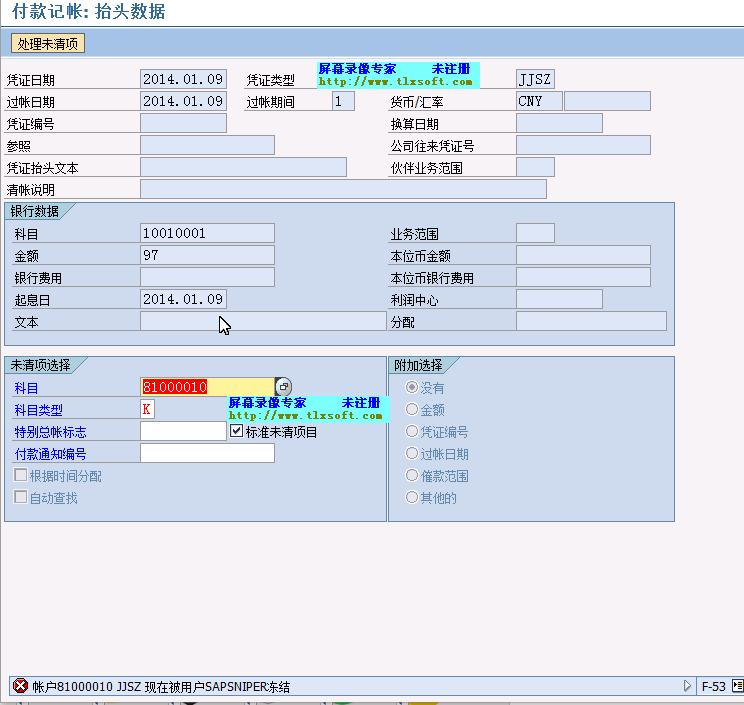 付款记帐: 抬头数据
处理未清项
凭证日期 2014.01.09 凭证类型 屏幕录像专家 未注册 JJSZ
http://www.tlxsoft.com
过帐日期 2014.01.09 过帐期间 1 货币/汇率 CNY
凭证编号 换算日期
参照 公司往来凭证号
凭证抬头文本 伙伴业务范围
清帐说明
银行数据
科目 10010001 业务范围
金额 97 本位币金额
银行费用 本位币银行费用
起息日 2014.01.09 利润中心
文本 分配
未清项选择 附加选择
科目 81000010 没有
科目类型 K 屏幕录像专家 未注册 金额
http://www.tlxsoft.com
特别总帐标志 标准未清项目 凭证编号
付款通知编号 过帐日期
根据时间分配 催款范围
自动查找 其他的
帐户81000010 JJSZ 现在被用户SAPSNIPER冻结 F-53